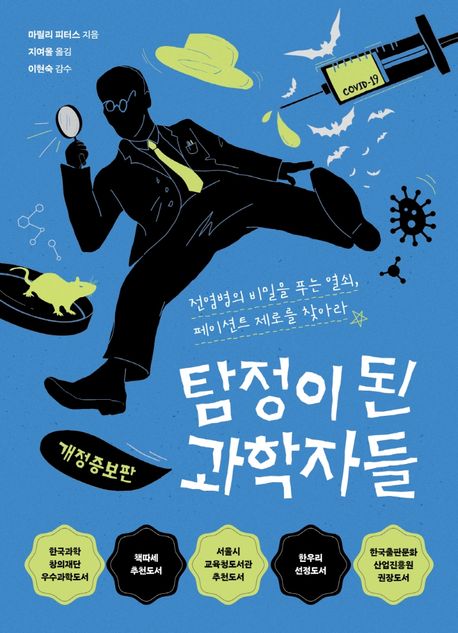 마릴리 피터스 지음
지여울 옮김
이현숙 감수
COVID-19
전염병의 비밀을 푸는 열쇠,
페이션트 제로를 찾아라
탐정이 된
과학자들
개정증보판
한국과학
창의재단
우수과학도서
책따세
추천도서
서울시
교육청도서관
추천도서
한우리
선정도서
한국출판문화
산업진흥원
권장도서